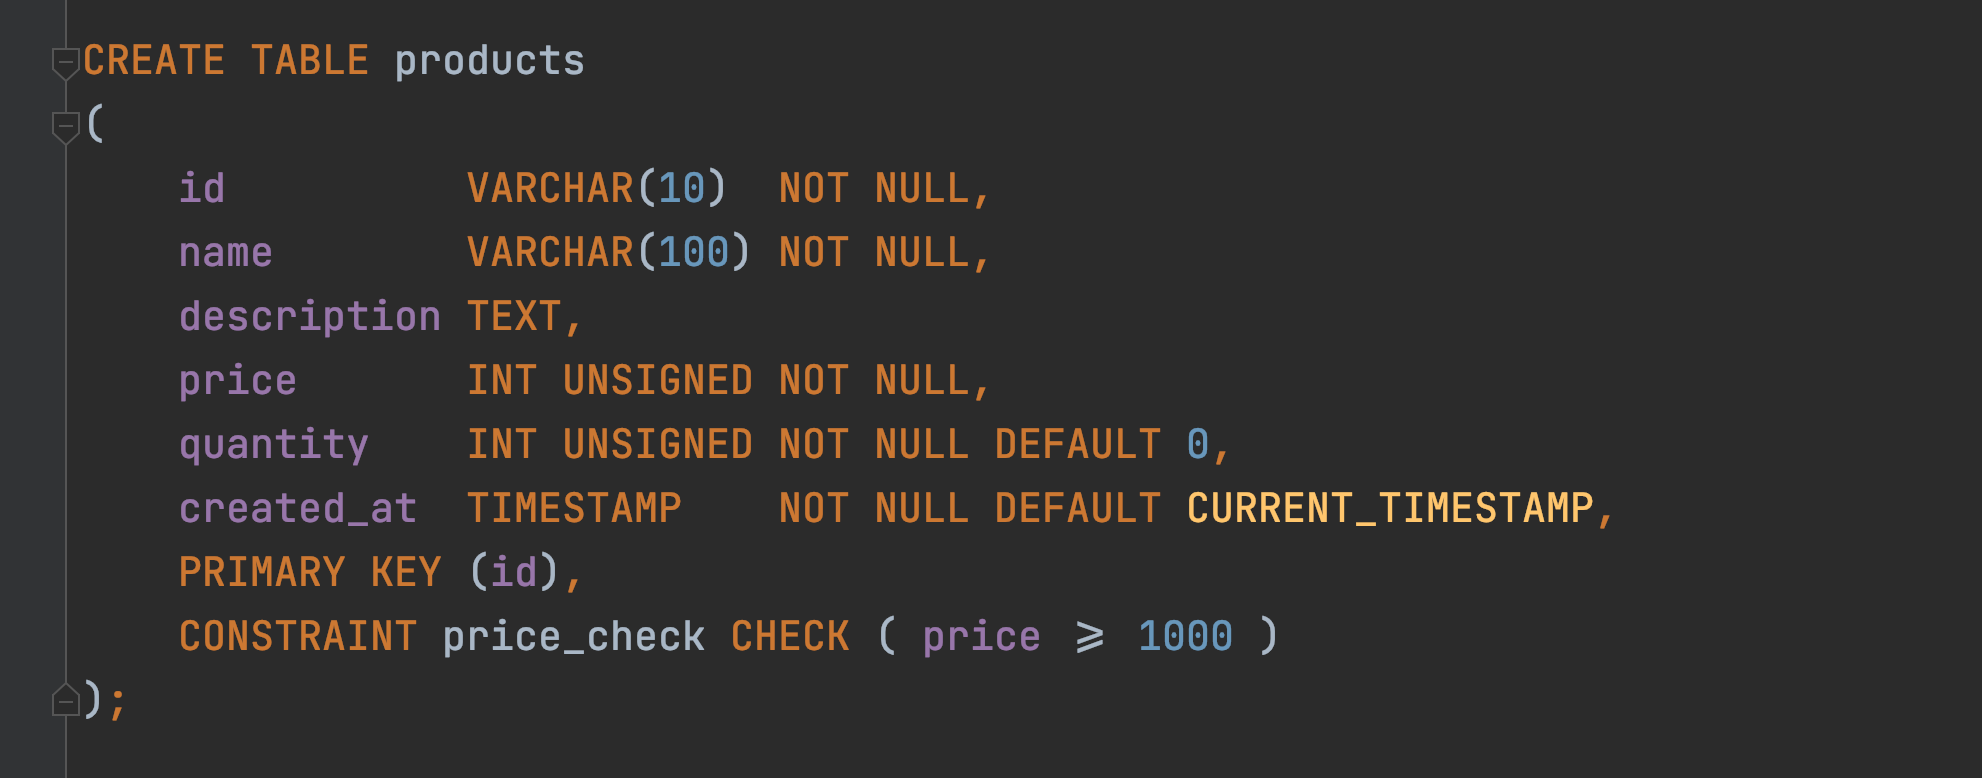 CREATE TABLE products
(
    id          VARCHAR(10)  NOT NULL,
    name        VARCHAR(100) NOT NULL,
    description TEXT,
    price       INT UNSIGNED NOT NULL,
    quantity    INT UNSIGNED NOT NULL DEFAULT 0,
    created_at  TIMESTAMP    NOT NULL DEFAULT CURRENT_TIMESTAMP,
    PRIMARY KEY (id),
    CONSTRAINT price_check CHECK ( price >= 1000 )
);